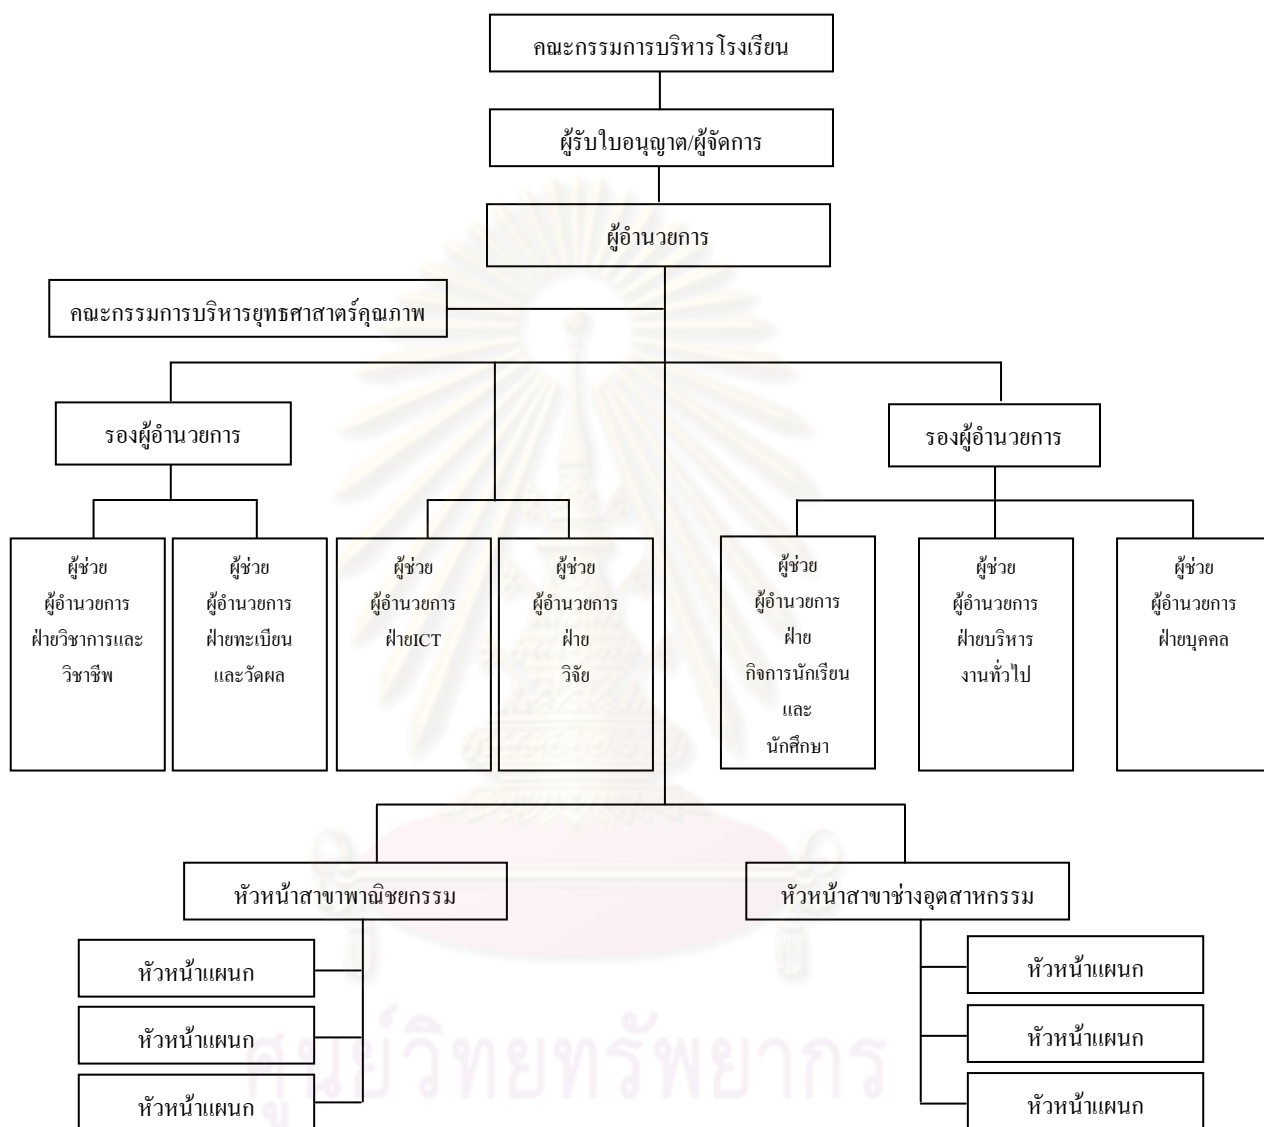 คณะกรรมการบริหารโรงเรียน
ผู้รับใบอนุญาต/ผู้จัดการ
ผู้อำนวยการ
คณะกรรมการบริหารยุทธศาสาตร์คุณภาพ
รองผู้อำนวยการ
รองผู้อำนวยการ
ผู้ช่วย
ผู้อำนวยการ
ฝ่ายวิชาการและ
วิชาชีพ
ผู้ช่วย
ผู้อำนวยการ
ฝ่ายทะเบียน
และวัดผล
ผู้ช่วย
ผู้อำนวยการ
ฝ่ายICT
ผู้ช่วย
ผู้อำนวยการ
ฝ่าย
วิจัย
ผู้ช่วย
ผู้อำนวยการ
ฝ่าย
กิจการนักเรียน
และ
นักศึกษา
ผู้ช่วย
ผู้อำนวยการ
ฝ่ายบริหาร
งานทั่วไป
ผู้ช่วย
ผู้อำนวยการ
ฝ่ายบุคคล
หัวหน้าสาขาพาณิชยกรรม
หัวหน้าสาขาช่างอุตสาหกรรม
หัวหน้าแผนก
หัวหน้าแผนก
หัวหน้าแผนก
หัวหน้าแผนก
หัวหน้าแผนก
หัวหน้าแผนก
ศูนย์วิทยทรัพยากร